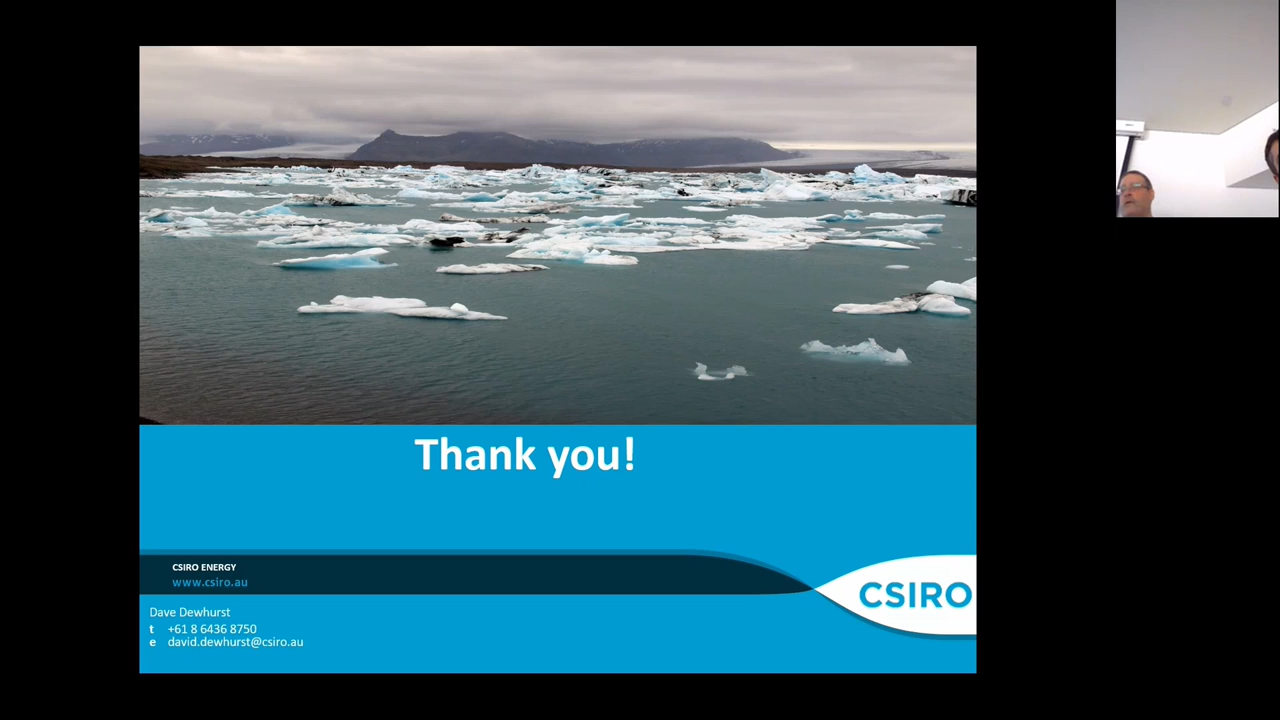 Thank you!
CSIRO ENERGY
www.csiro.au
CSIRO
Dave Dewhurst
t +61 8 6436 8750
e david.dewhurst@csiro.au